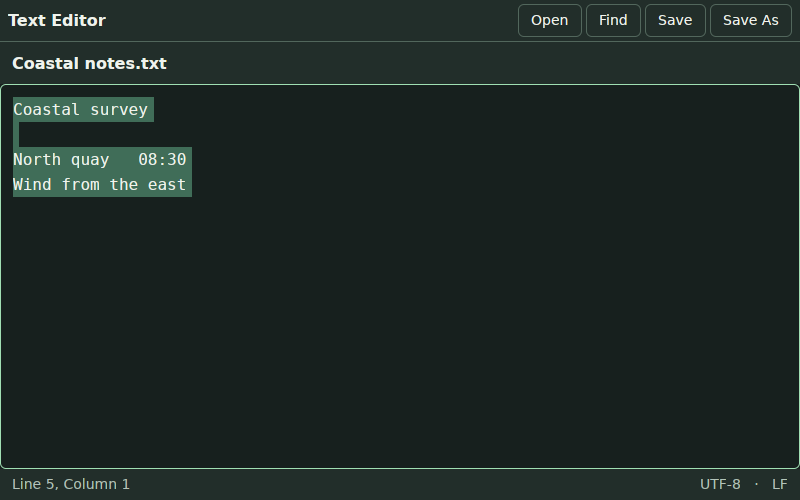 Text Editor
Open
Find
Save
Save As
Coastal notes.txt
Coastal survey

North quay   08:30
Wind from the east
Line 5, Column 1
UTF-8 · LF